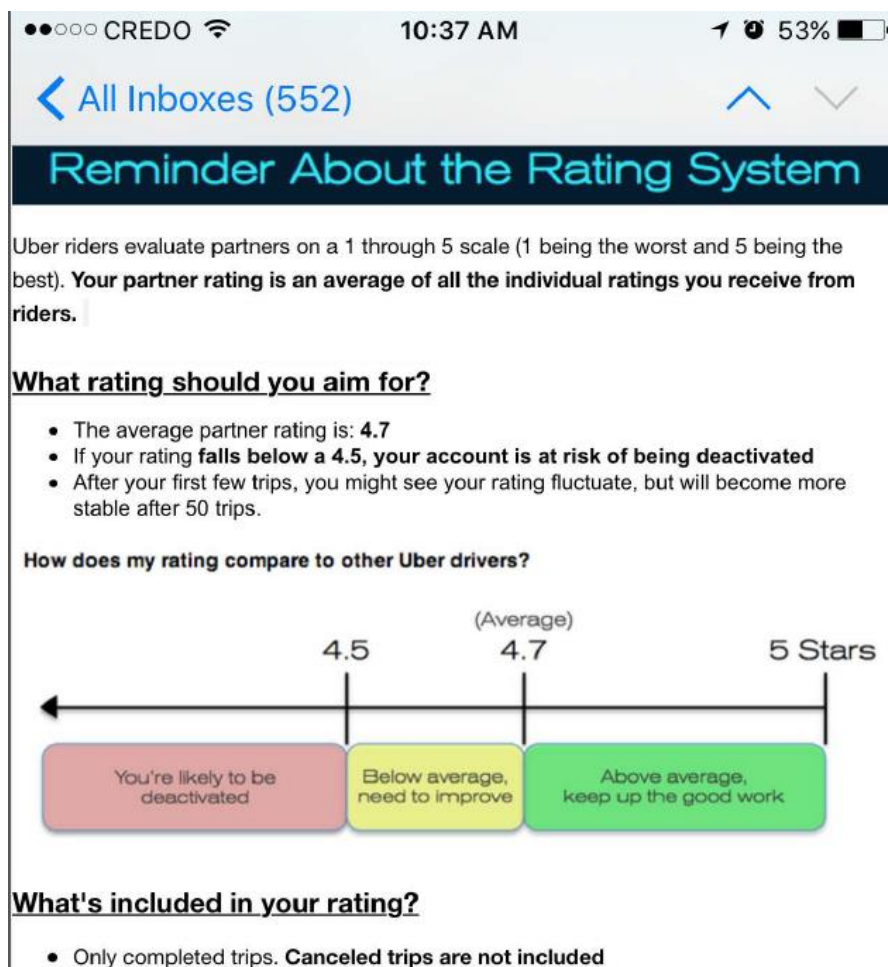 CREDO 10:37 AM 53%
All Inboxes (552)
Reminder About the Rating System
Uber riders evaluate partners on a 1 through 5 scale (1 being the worst and 5 being the
best). Your partner rating is an average of all the individual ratings you receive from
riders.
What rating should you aim for?
• The average partner rating is: 4.7
• If your rating falls below a 4.5, your account is at risk of being deactivated
• After your first few trips, you might see your rating fluctuate, but will become more
stable after 50 trips.
How does my rating compare to other Uber drivers?
(Average)
4.5 4.7 5 Stars
You're likely to be
deactivated
Below average,
need to improve
Above average,
keep up the good work
What's included in your rating?
• Only completed trips. Canceled trips are not included